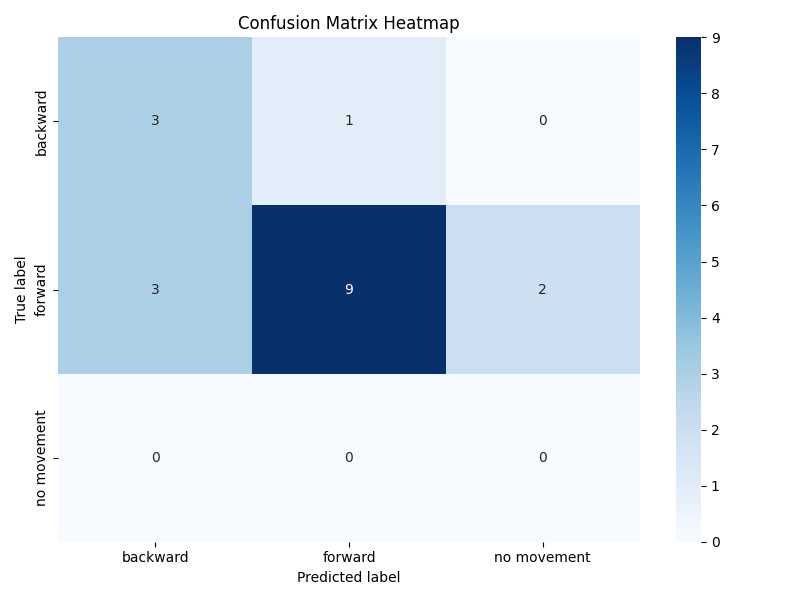 Confusion Matrix Heatmap
True label
backward
3 1 0
forward
3 9 2
no movement
0 0 0
backward forward no movement
Predicted label
9
8
7
6
5
4
3
2
1
0